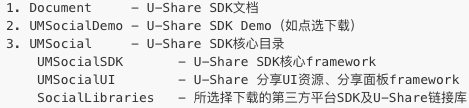 1. Document     - U-Share SDK文档
2. UMSocialDemo - U-Share SDK Demo（如点选下载）
3. UMSocial     - U-Share SDK核心目录
    UMSocialSDK       - U-Share SDK核心framework
    UMSocialUI        - U-Share 分享UI资源、分享面板framework
    SocialLibraries   - 所选择下载的第三方平台SDK及U-Share链接库